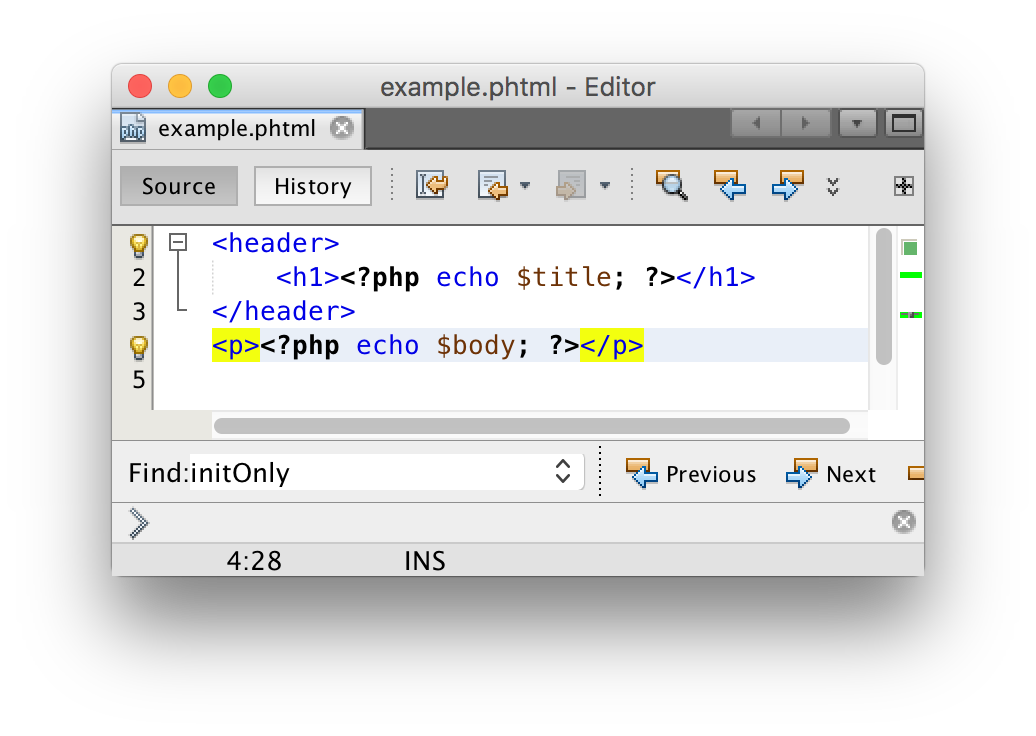 example.phtml - Editor
php example.phtml
Source History
<header>
2 <h1><?php echo $title; ?></h1>
3 </header>
<p><?php echo $body; ?></p>
5
Find:initOnly Previous Next
4:28 INS